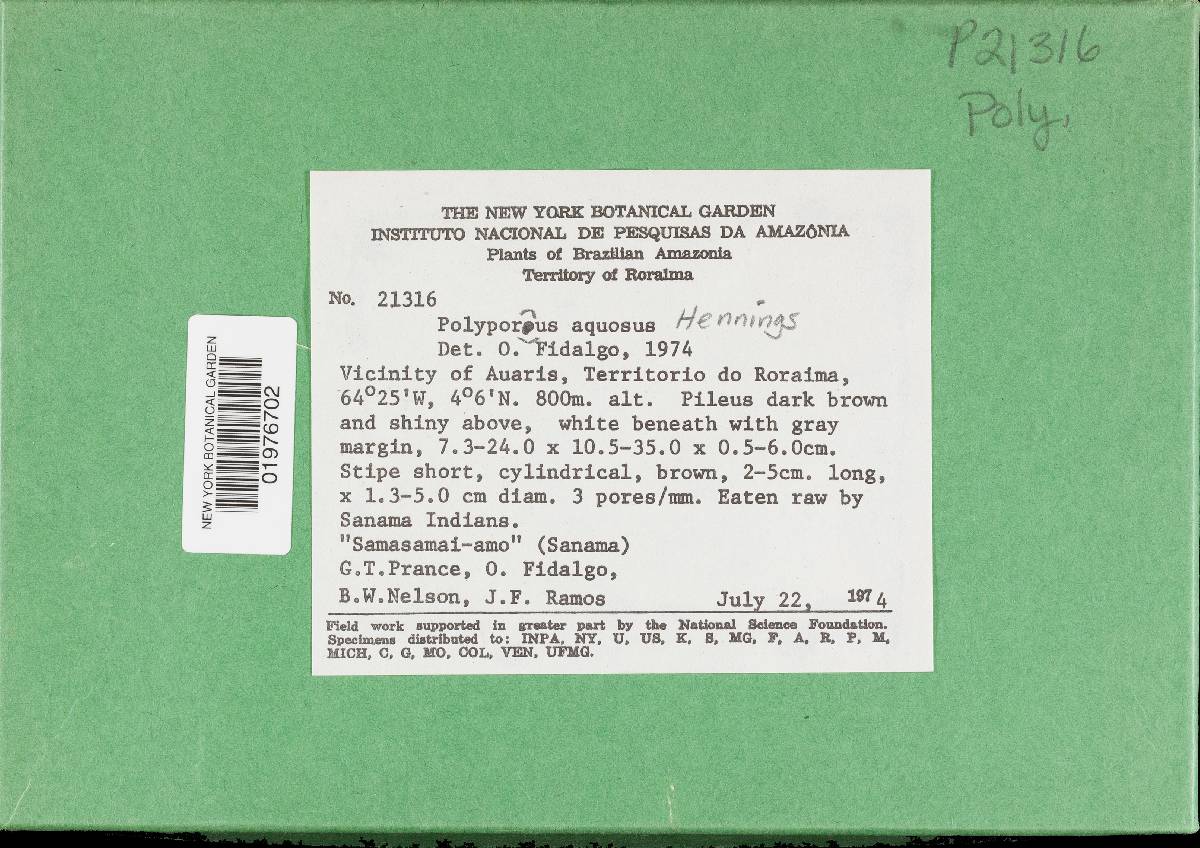 P21316
Poly,
THE NEW YORK BOTANICAL GARDEN
INSTITUTO NACIONAL DE PESQUISAS DA AMAZÔNIA
Plants of Brazilian Amazonia
Territory of Roraima
No. 21316
Polyporus aquosus Hennings
Det. O. Fidalgo, 1974
Vicinity of Auaris, Territorio do Roraima,
64°25'W, 4°6'N. 800m. alt. Pileus dark brown
and shiny above, white beneath with gray
margin, 7.3-24.0 x 10.5-35.0 x 0.5-6.0cm.
Stipe short, cylindrical, brown, 2-5cm. long,
x 1.3-5.0 cm diam. 3 pores/mm. Eaten raw by
Sanama Indians.
"Samasamai-amo" (Sanama)
G.T.Prance, O. Fidalgo,
B.W.Nelson, J.F. Ramos July 22, 1974
Field work supported in greater part by the National Science Foundation.
Specimens distributed to: INPA, NY, U, US, K, S, MG, F, A, R, P, M,
MICH, C, G, MO, COL, VEN, UFMG.
NEW YORK BOTANICAL GARDEN
01976702